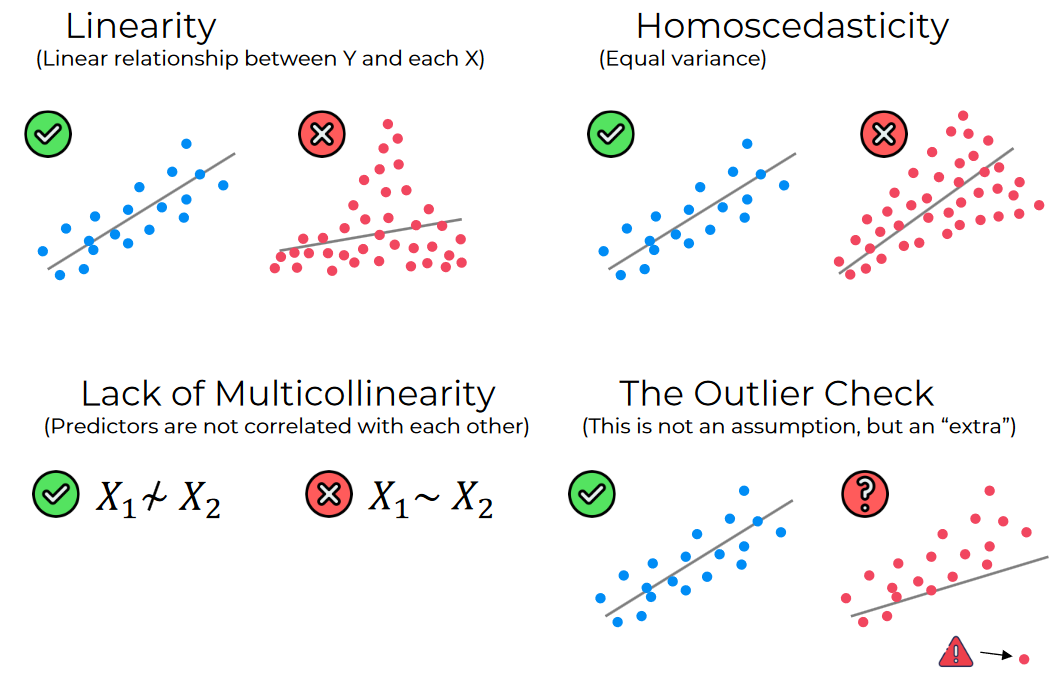 Linearity
(Linear relationship between Y and each X)
Homoscedasticity
(Equal variance)
Lack of Multicollinearity
(Predictors are not correlated with each other)
X₁ ≁ X₂
X₁ ~ X₂
The Outlier Check
(This is not an assumption, but an “extra”)
?
!